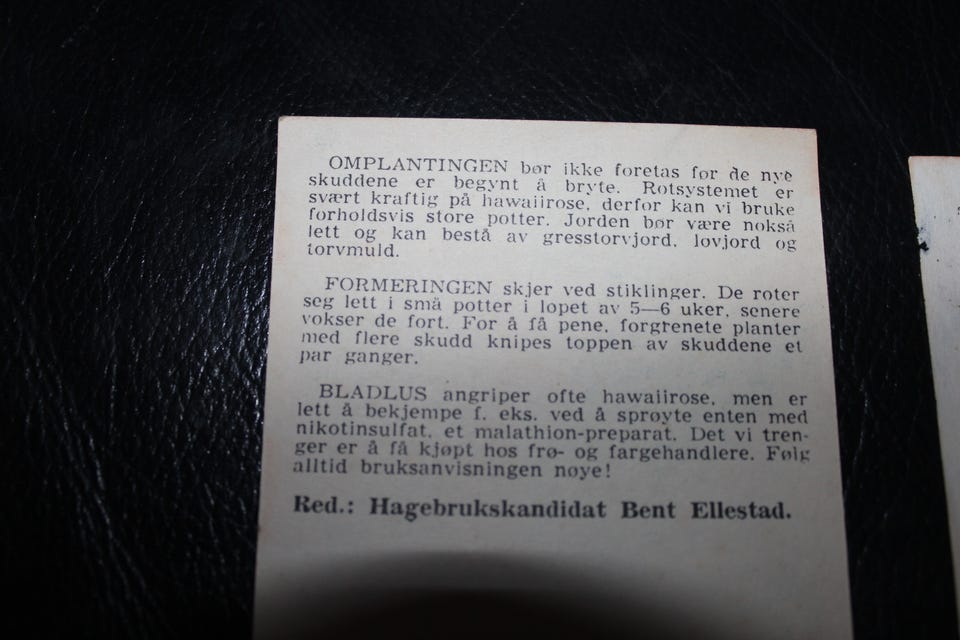 OMPLANTINGEN bør ikke foretas før de nye
skuddene er begynt å bryte. Rotsystemet er
svært kraftig på hawaiirose, derfor kan vi bruke
forholdsvis store potter. Jorden bør være nokså
lett og kan bestå av gresstorvjord, løvjord og
torvmuld.
FORMERINGEN skjer ved stiklinger. De roter
seg lett i små potter i løpet av 5—6 uker, senere
vokser de fort. For å få pene, forgrenete planter
med flere skudd knipes toppen av skuddene et
par ganger.
BLADLUS angriper ofte hawaiirose, men er
lett å bekjempe f. eks. ved å sprøyte enten med
nikotinsulfat, et malathion-preparat. Det vi tren-
ger er å få kjøpt hos frø- og fargehandlere. Følg
alltid bruksanvisningen nøye!
Red.: Hagebrukskandidat Bent Ellestad.